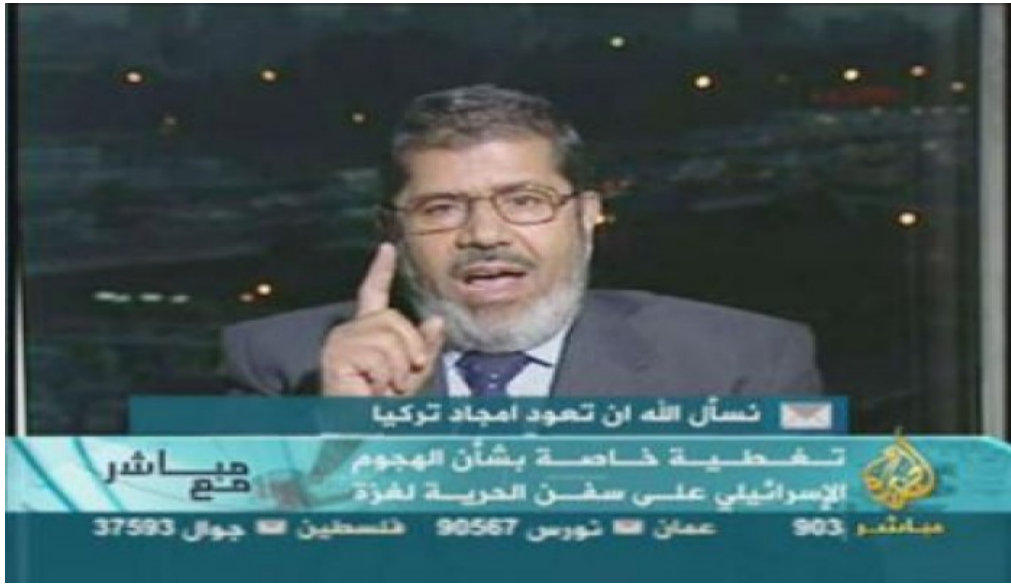 نسأل الله ان تعود امجاد تركيا
تغطية خاصة بشأن الهجوم
الإسرائيلي على سفن الحرية لغزة
مباشر مع
الجزيرة
مباشر
903 عمان نورس 90567 فلسطين جوال 37593